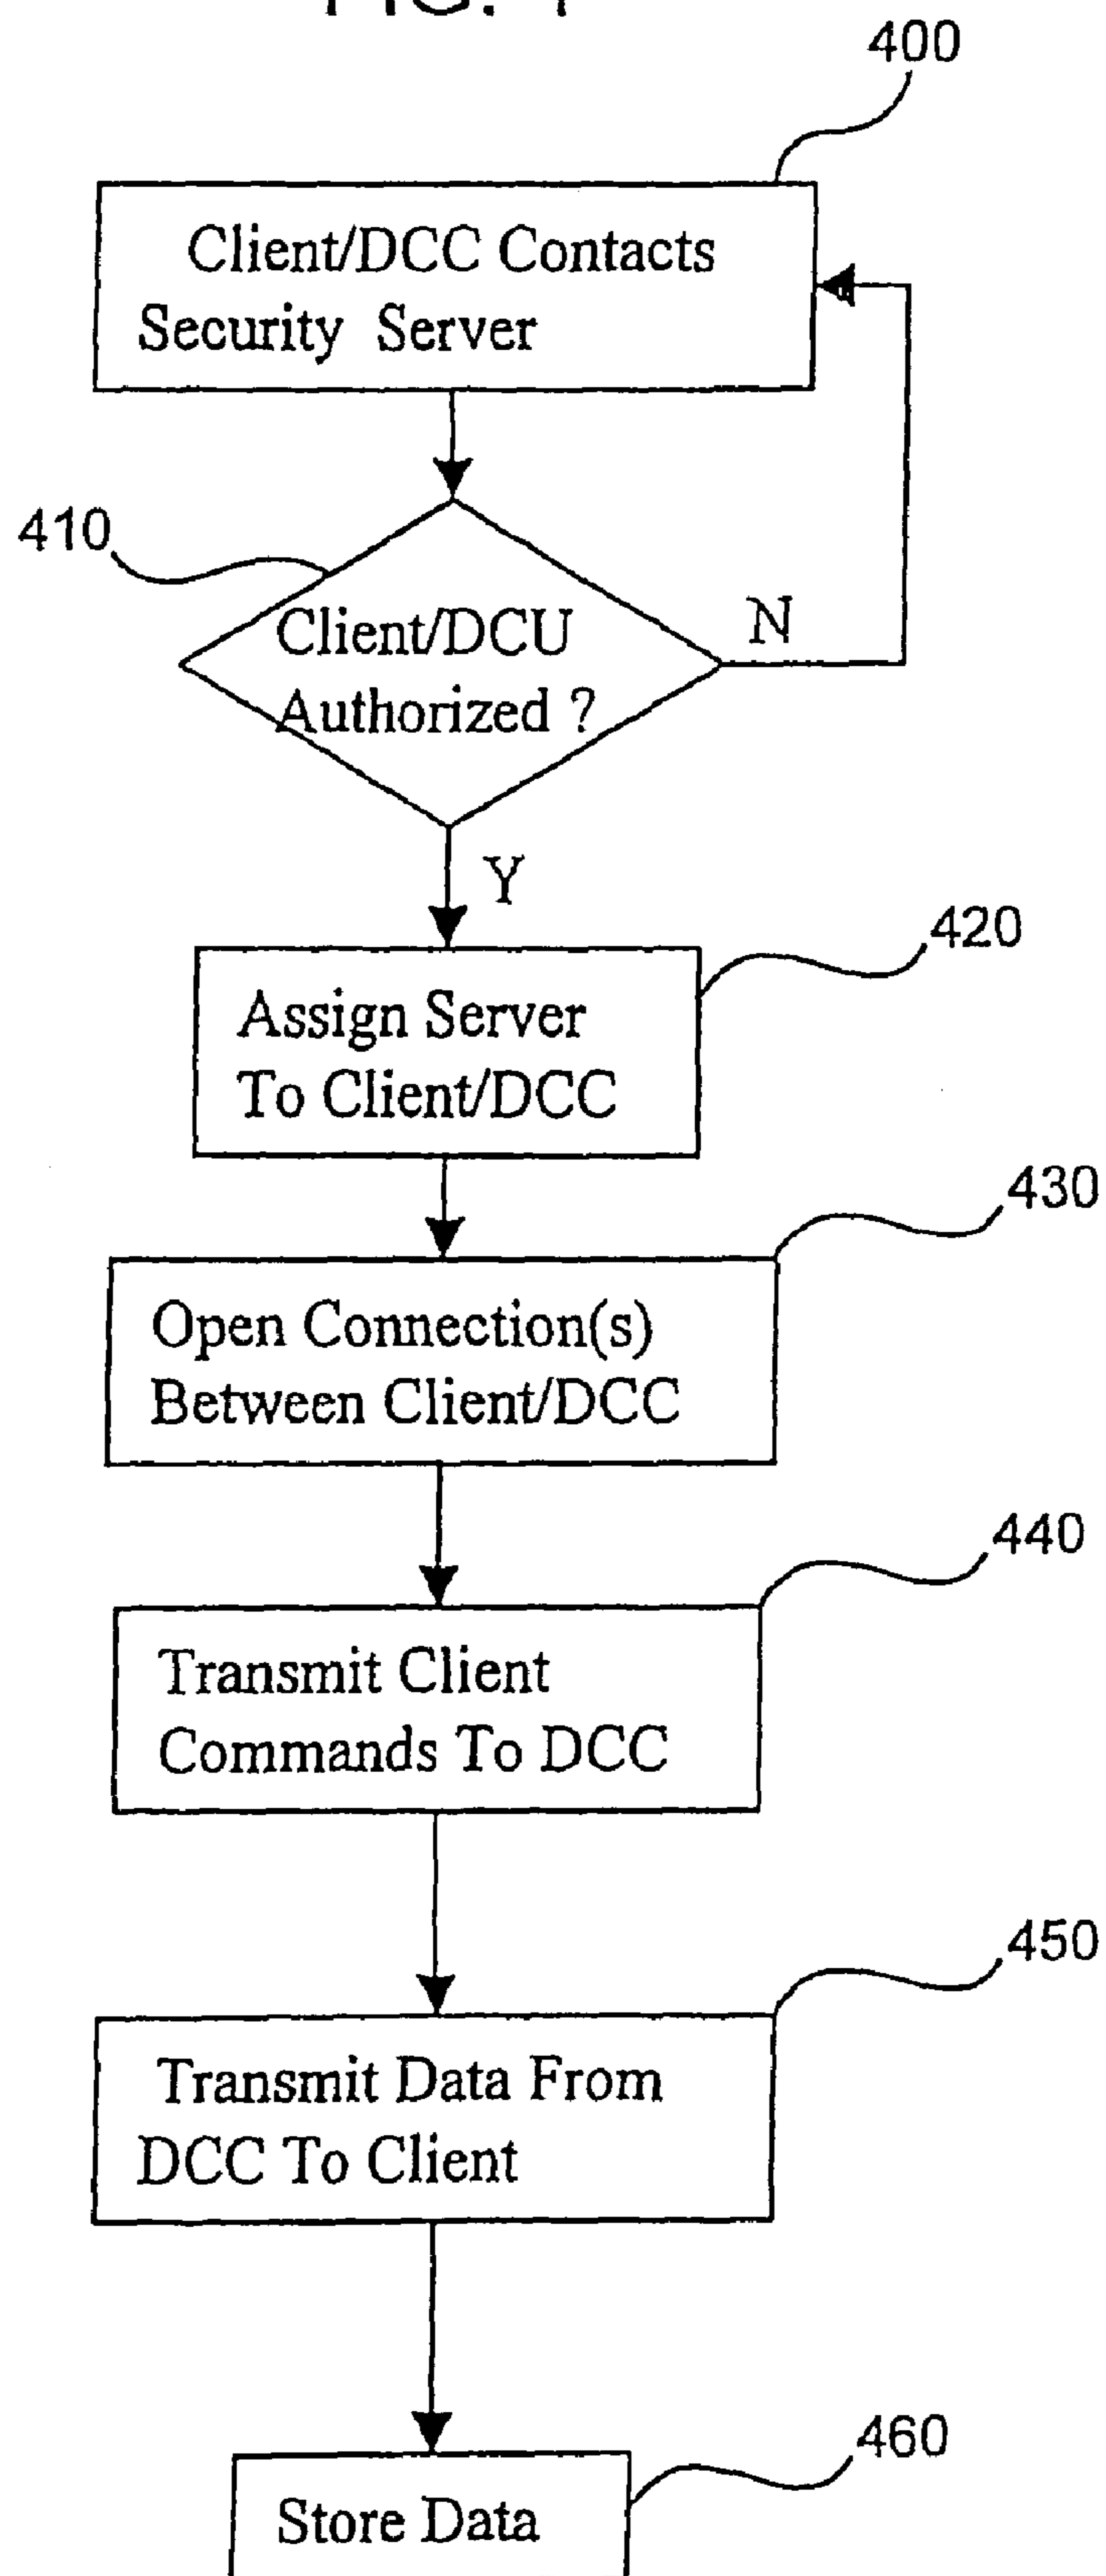 400
Client/DCC Contacts
Security Server
410
Client/DCU
Authorized ?
N
Y
420
Assign Server
To Client/DCC
430
Open Connection(s)
Between Client/DCC
440
Transmit Client
Commands To DCC
450
Transmit Data From
DCC To Client
460
Store Data